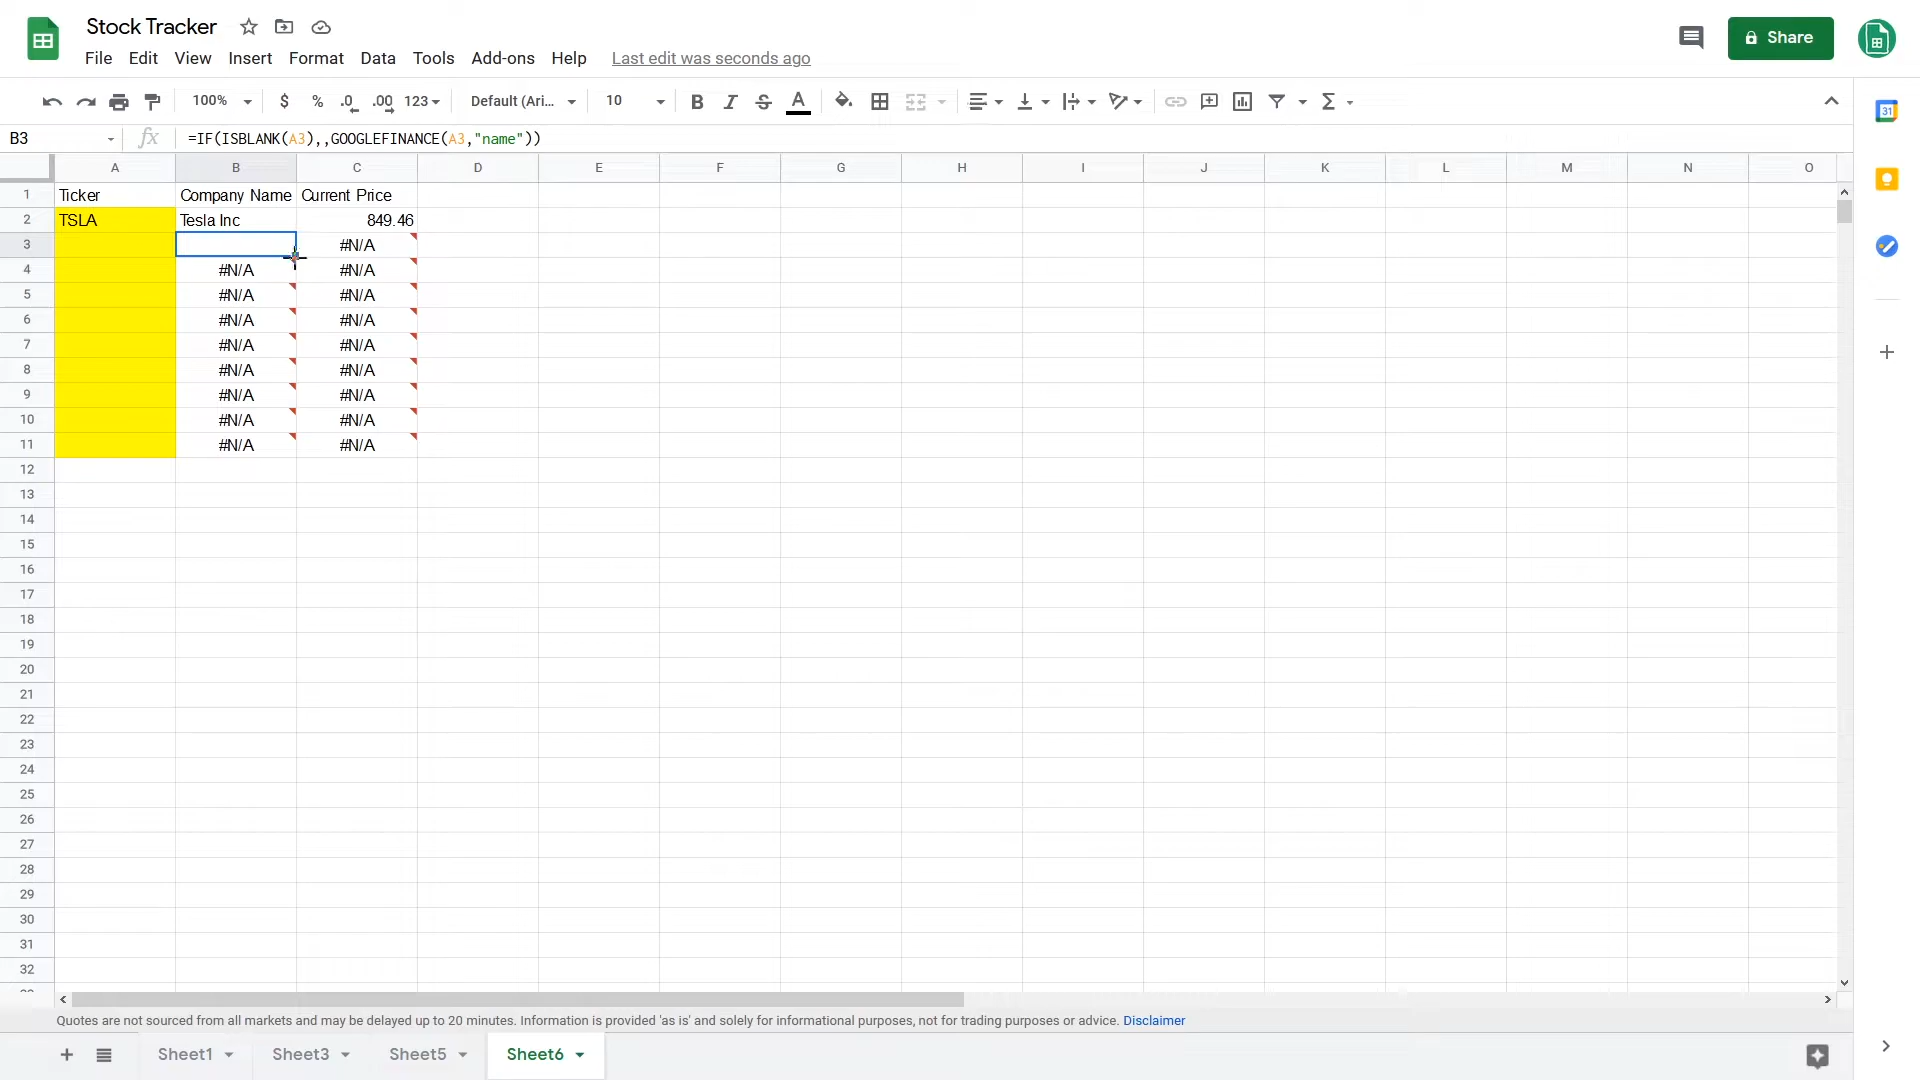 Stock Tracker
File Edit View Insert Format Data Tools Add-ons Help Last edit was seconds ago
Share
100% $ % .0 .00 123 Default (Ari... 10 B I S A
31
B3 fx =IF(ISBLANK(A3),,GOOGLEFINANCE(A3,"name"))
A B C D E F G H I J K L M N O
1 Ticker Company Name Current Price
2 TSLA Tesla Inc 849.46
3 #N/A
4 #N/A #N/A
5 #N/A #N/A
6 #N/A #N/A
7 #N/A #N/A
8 #N/A #N/A
9 #N/A #N/A
10 #N/A #N/A
11 #N/A #N/A
12
13
14
15
16
17
18
19
20
21
22
23
24
25
26
27
28
29
30
31
32
Quotes are not sourced from all markets and may be delayed up to 20 minutes. Information is provided 'as is' and solely for informational purposes, not for trading purposes or advice. Disclaimer
Sheet1 Sheet3 Sheet5 Sheet6